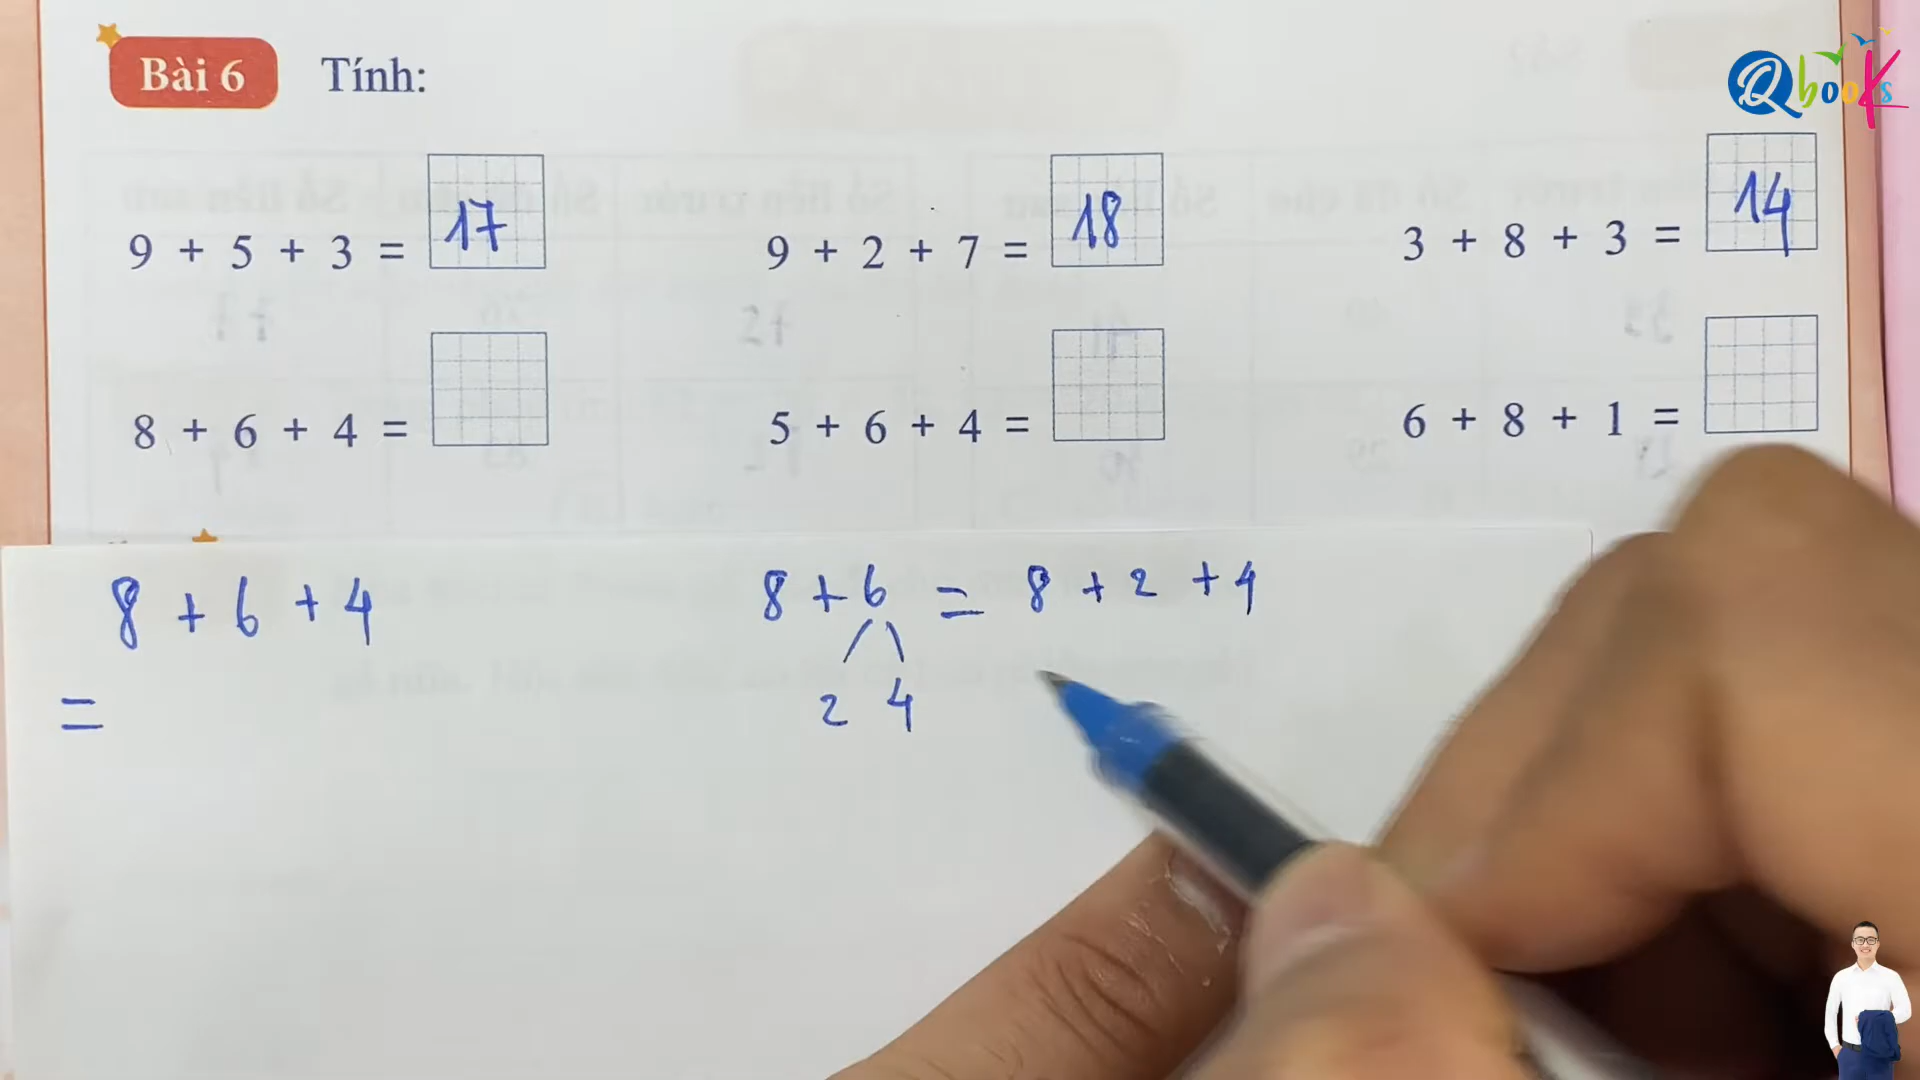 Bài 6 Tính:
Qbooks
9 + 5 + 3 = 17
9 + 2 + 7 = 18
3 + 8 + 3 = 14
8 + 6 + 4 =
5 + 6 + 4 =
6 + 8 + 1 =
8 + 6 + 4
8 + 6 = 8 + 2 + 4
=
2 4